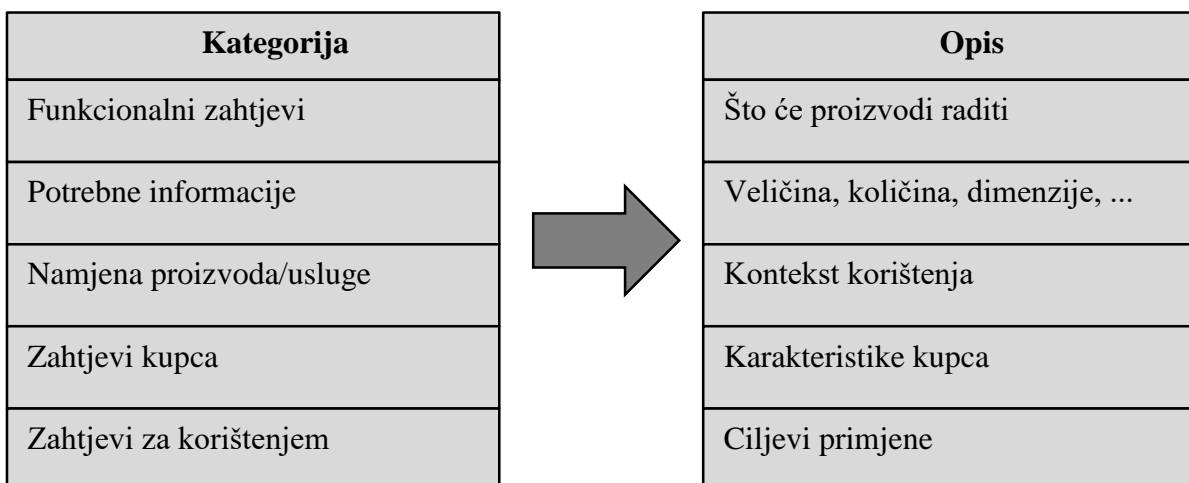 Kategorija
Funkcionalni zahtjevi
Potrebne informacije
Namjena proizvoda/usluge
Zahtjevi kupca
Zahtjevi za korištenjem
Opis
Što će proizvodi raditi
Veličina, količina, dimenzije, ...
Kontekst korištenja
Karakteristike kupca
Ciljevi primjene